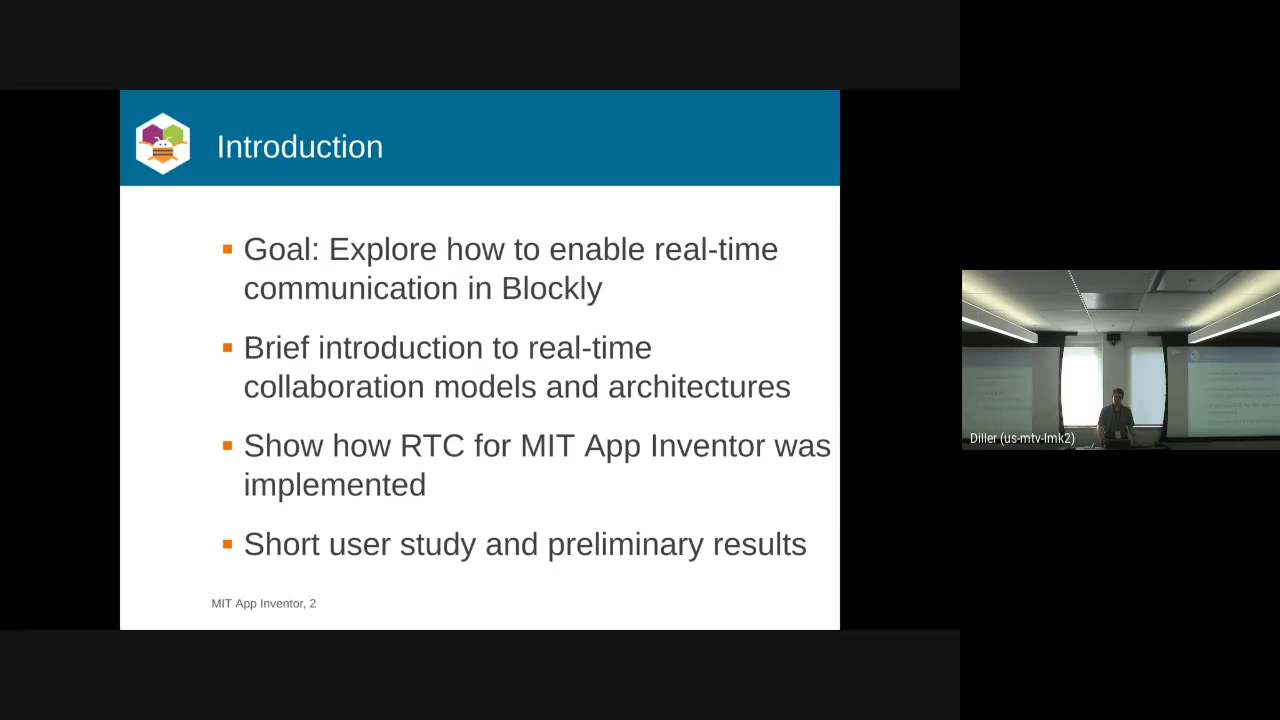 Introduction
Goal: Explore how to enable real-time
communication in Blockly
Brief introduction to real-time
collaboration models and architectures
Show how RTC for MIT App Inventor was
implemented
Short user study and preliminary results
MIT App Inventor, 2
Diller (us-mtv-lmk2)